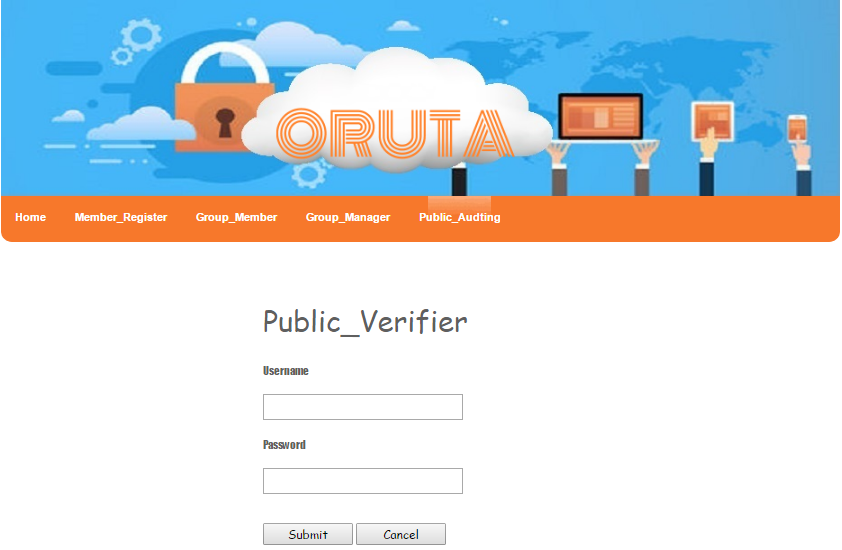 ORUTA
Home Member_Register Group_Member Group_Manager Public_Audting
Public_Verifier
Username
Password
Submit Cancel